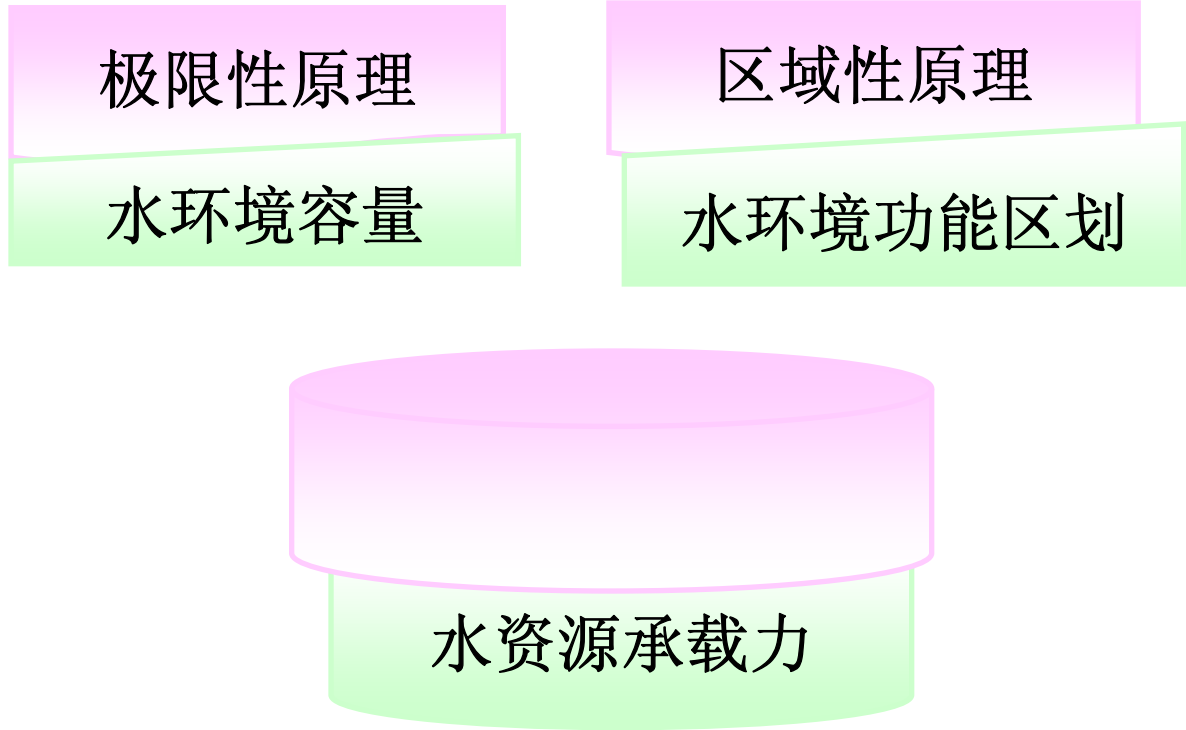 极限性原理
区域性原理
水环境容量
水环境功能区划
水资源承载力